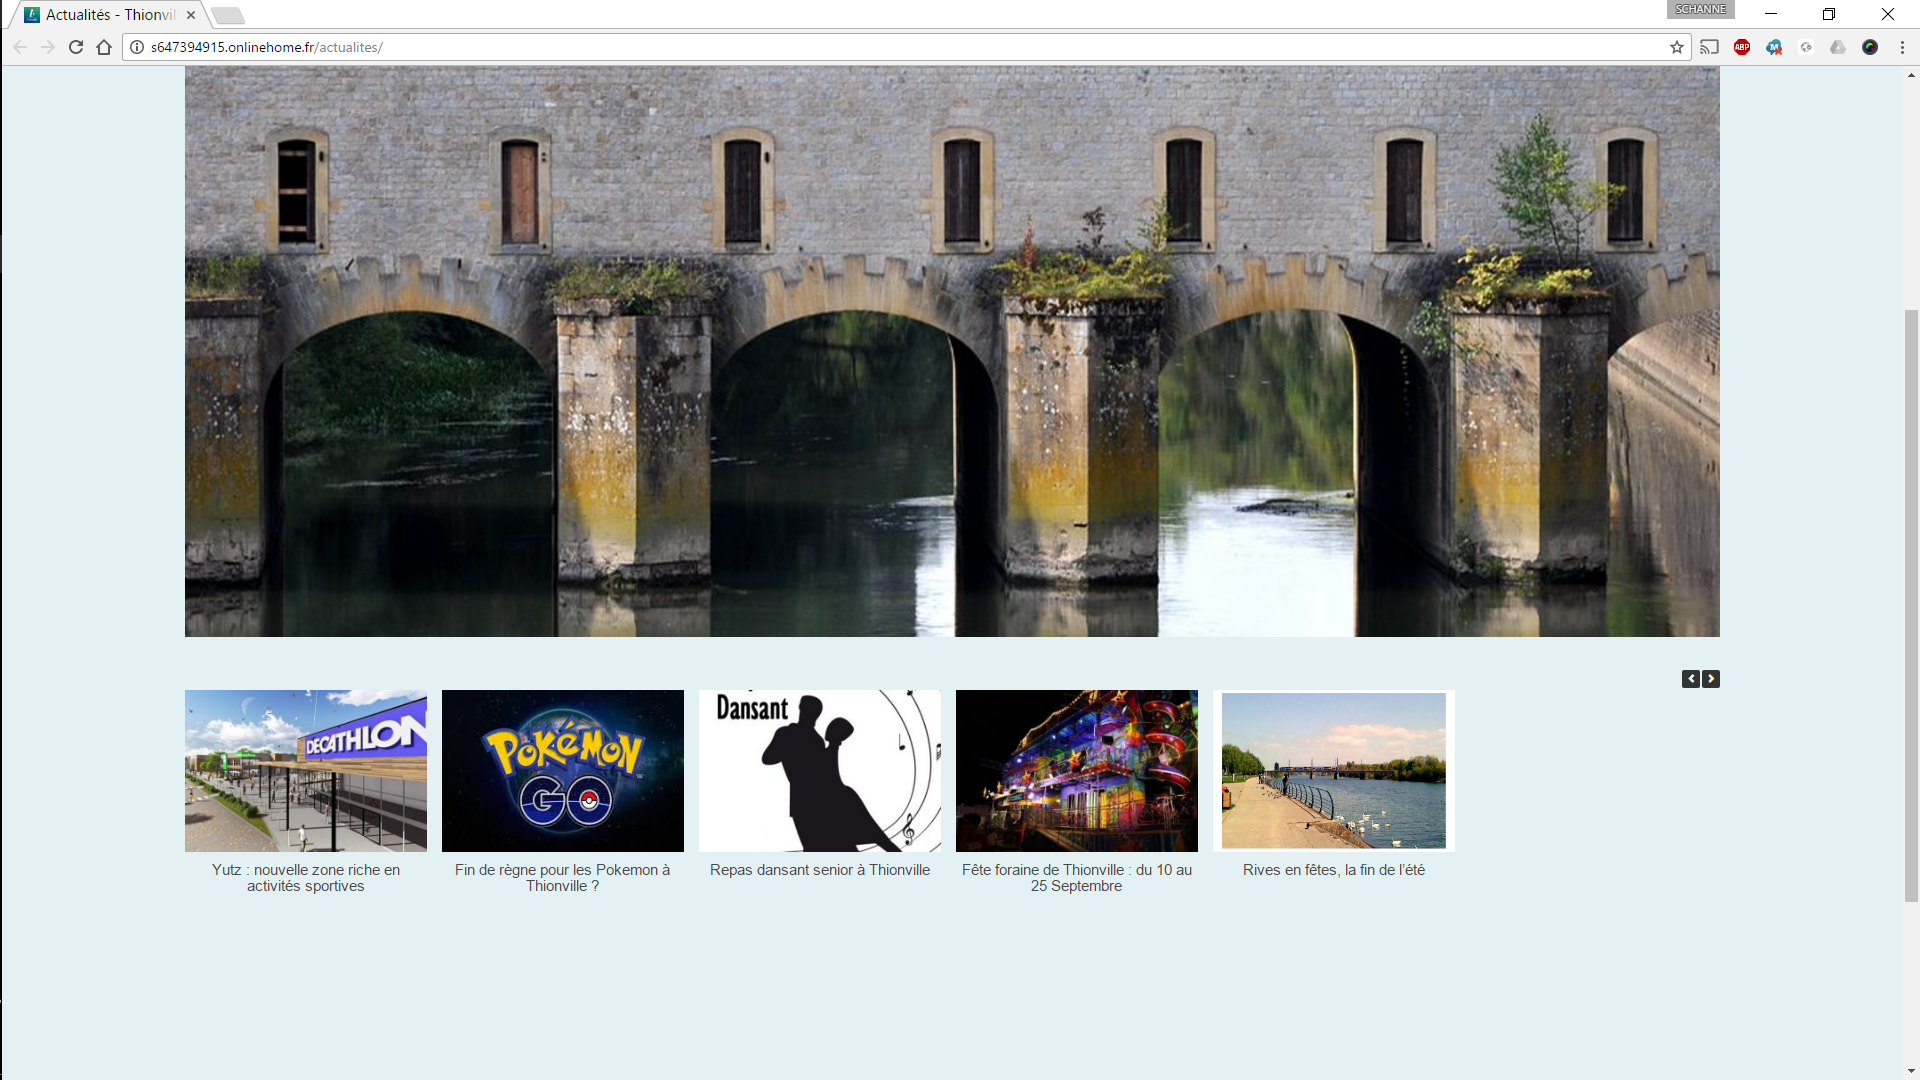 SCHANNE
Actualités - Thionvil
s647394915.onlinehome.fr/actualites/
ABP
DECATHLON
POKéMON
GO
Dansant
Yutz : nouvelle zone riche en
activités sportives
Fin de règne pour les Pokemon à
Thionville ?
Repas dansant senior à Thionville
Fête foraine de Thionville : du 10 au
25 Septembre
Rives en fêtes, la fin de l’été